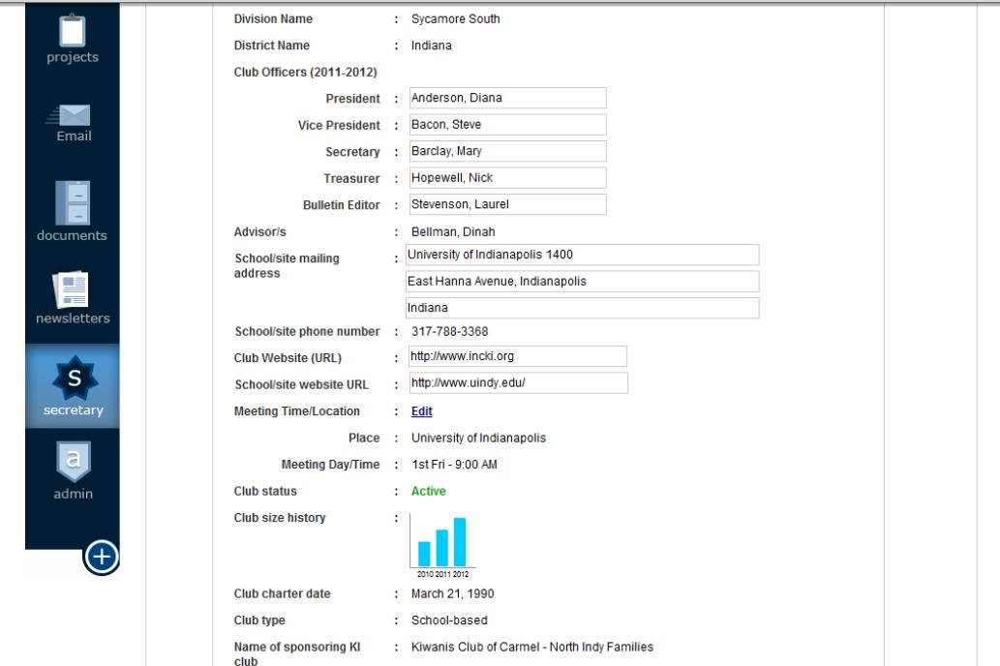 projects
Email
documents
newsletters
S
secretary
a
admin
Division Name : Sycamore South
District Name : Indiana
Club Officers (2011-2012)
President : Anderson, Diana
Vice President : Bacon, Steve
Secretary : Barclay, Mary
Treasurer : Hopewell, Nick
Bulletin Editor : Stevenson, Laurel
Advisor/s : Bellman, Dinah
School/site mailing : University of Indianapolis 1400
address
East Hanna Avenue, Indianapolis
Indiana
School/site phone number : 317-788-3368
Club Website (URL) : http://www.incki.org
School/site website URL : http://www.uindy.edu/
Meeting Time/Location : Edit
Place : University of Indianapolis
Meeting Day/Time : 1st Fri - 9:00 AM
Club status : Active
Club size history :
2010 2011 2012
Club charter date : March 21, 1990
Club type : School-based
Name of sponsoring KI : Kiwanis Club of Carmel - North Indy Families
club